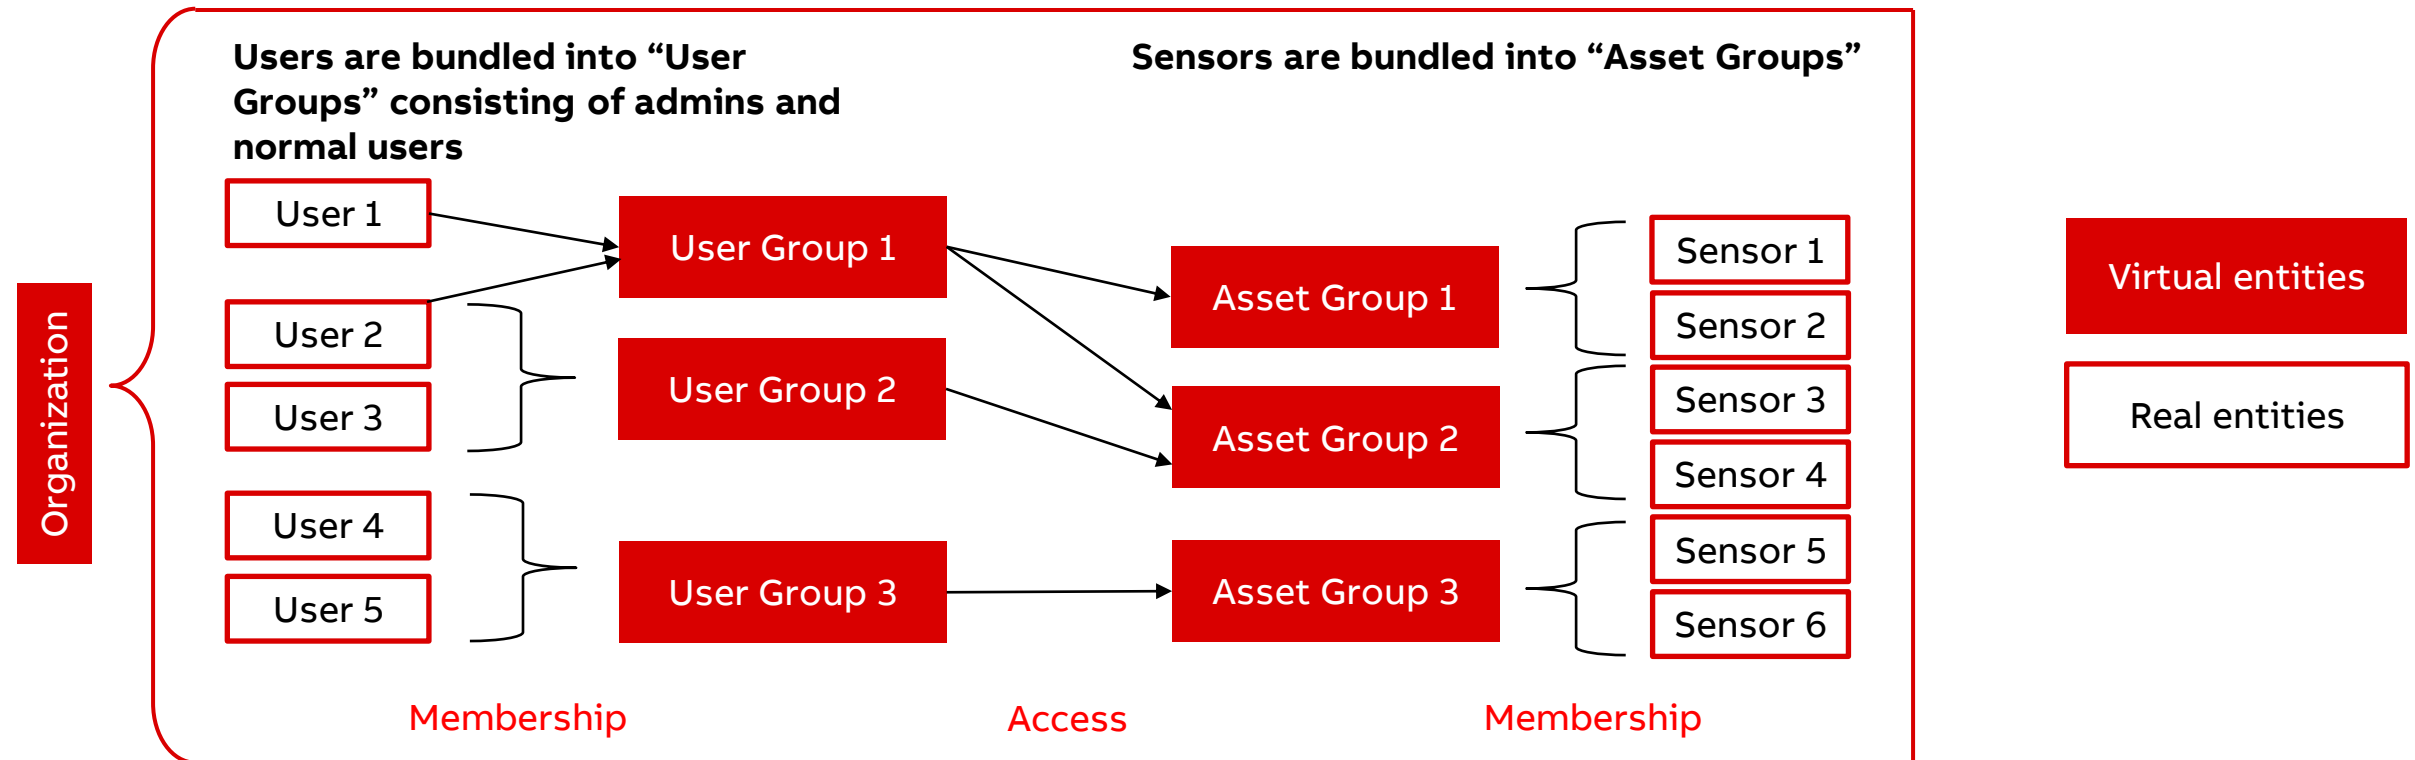 Organization
Users are bundled into “User
Groups” consisting of admins and
normal users
User 1
User 2
User 3
User 4
User 5
Membership
User Group 1
User Group 2
User Group 3
Access
Sensors are bundled into “Asset Groups”
Asset Group 1
Asset Group 2
Asset Group 3
Sensor 1
Sensor 2
Sensor 3
Sensor 4
Sensor 5
Sensor 6
Membership
Virtual entities
Real entities